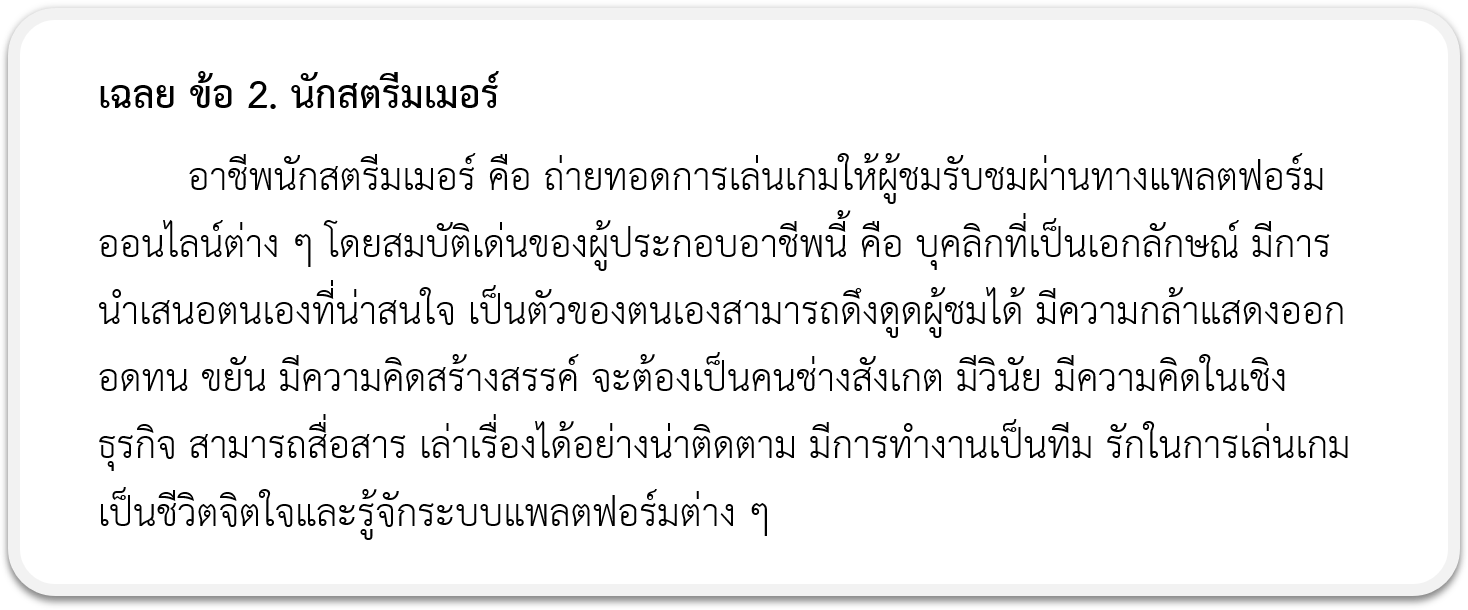 เฉลย ข้อ 2. นักสตรีมเมอร์
อาชีพนักสตรีมเมอร์ คือ ถ่ายทอดการเล่นเกมให้ผู้ชมรับชมผ่านทางแพลตฟอร์ม
ออนไลน์ต่าง ๆ โดยสมบัติเด่นของผู้ประกอบอาชีพนี้ คือ บุคลิกที่เป็นเอกลักษณ์ มีการ
นำเสนอตนเองที่น่าสนใจ เป็นตัวของตนเองสามารถดึงดูดผู้ชมได้ มีความกล้าแสดงออก
อดทน ขยัน มีความคิดสร้างสรรค์ จะต้องเป็นคนช่างสังเกต มีวินัย มีความคิดในเชิง
ธุรกิจ สามารถสื่อสาร เล่าเรื่องได้อย่างน่าติดตาม มีการทำงานเป็นทีม รักในการเล่นเกม
เป็นชีวิตจิตใจและรู้จักระบบแพลตฟอร์มต่าง ๆ